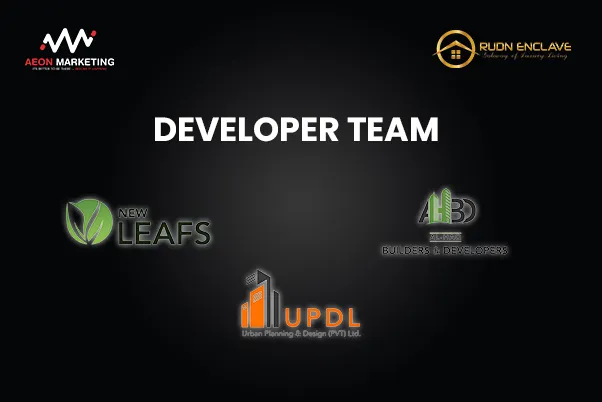 AEON MARKETING
RUDN ENCLAVE
Gateway of Luxury Living
DEVELOPER TEAM
NEW
LEAFS
AHBD
BUILDERS & DEVELOPERS
UPDL
Urban Planning & Design (PVT) Ltd.